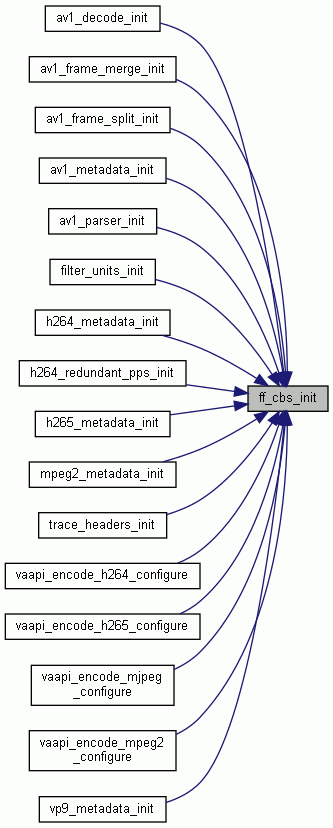 av1_decode_init
av1_frame_merge_init
av1_frame_split_init
av1_metadata_init
av1_parser_init
filter_units_init
h264_metadata_init
h264_redundant_pps_init
ff_cbs_init
h265_metadata_init
mpeg2_metadata_init
trace_headers_init
vaapi_encode_h264_configure
vaapi_encode_h265_configure
vaapi_encode_mjpeg
_configure
vaapi_encode_mpeg2
_configure
vp9_metadata_init